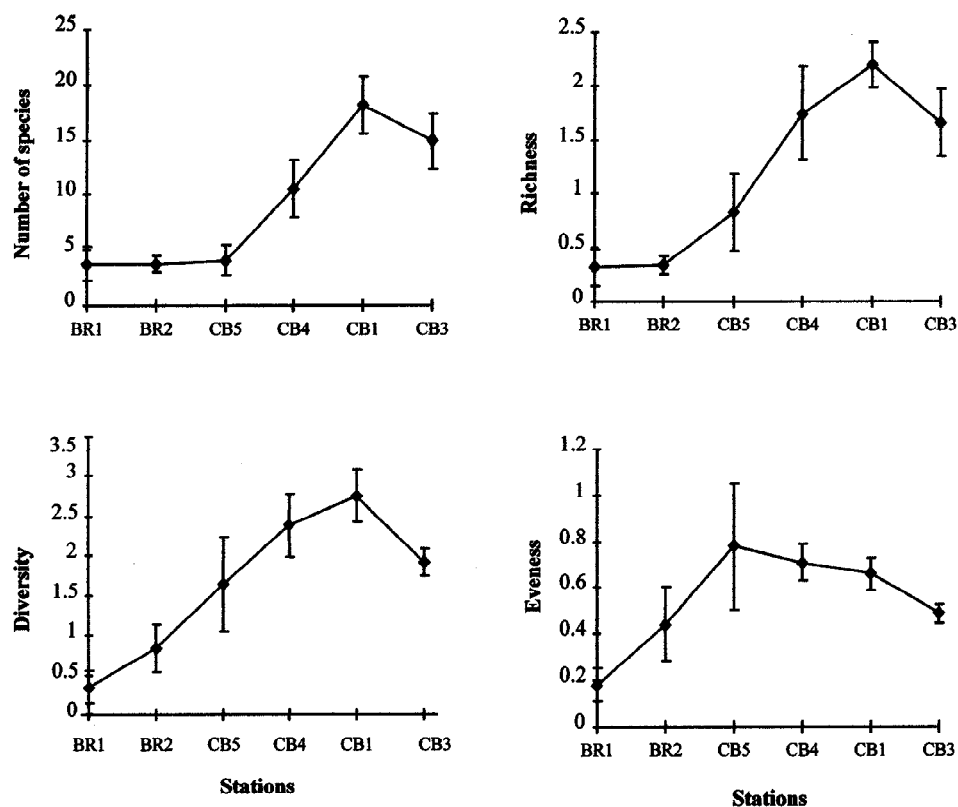 Number of species
25
20
15
10
5
0
BR1 BR2 CB5 CB4 CB1 CB3
Richness
2.5
2
1.5
1
0.5
0
BR1 BR2 CB5 CB4 CB1 CB3
Diversity
3.5
3
2.5
2
1.5
1
0.5
0
BR1 BR2 CB5 CB4 CB1 CB3
Stations
Eveness
1.2
1
0.8
0.6
0.4
0.2
0
BR1 BR2 CB5 CB4 CB1 CB3
Stations